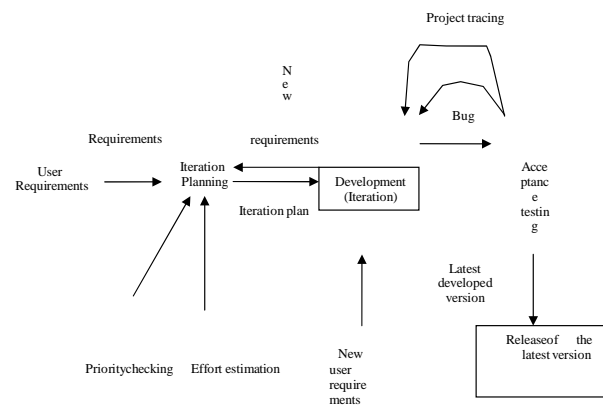 Project tracing
N
e
w
Bug
Requirements
requirements
User
Requirements
Iteration
Planning
Development
(Iteration)
Acce
ptanc
e
testin
g
Iteration plan
Latest
developed
version
Releaseof the
latest version
Prioritychecking
Effort estimation
New
user
require
ments